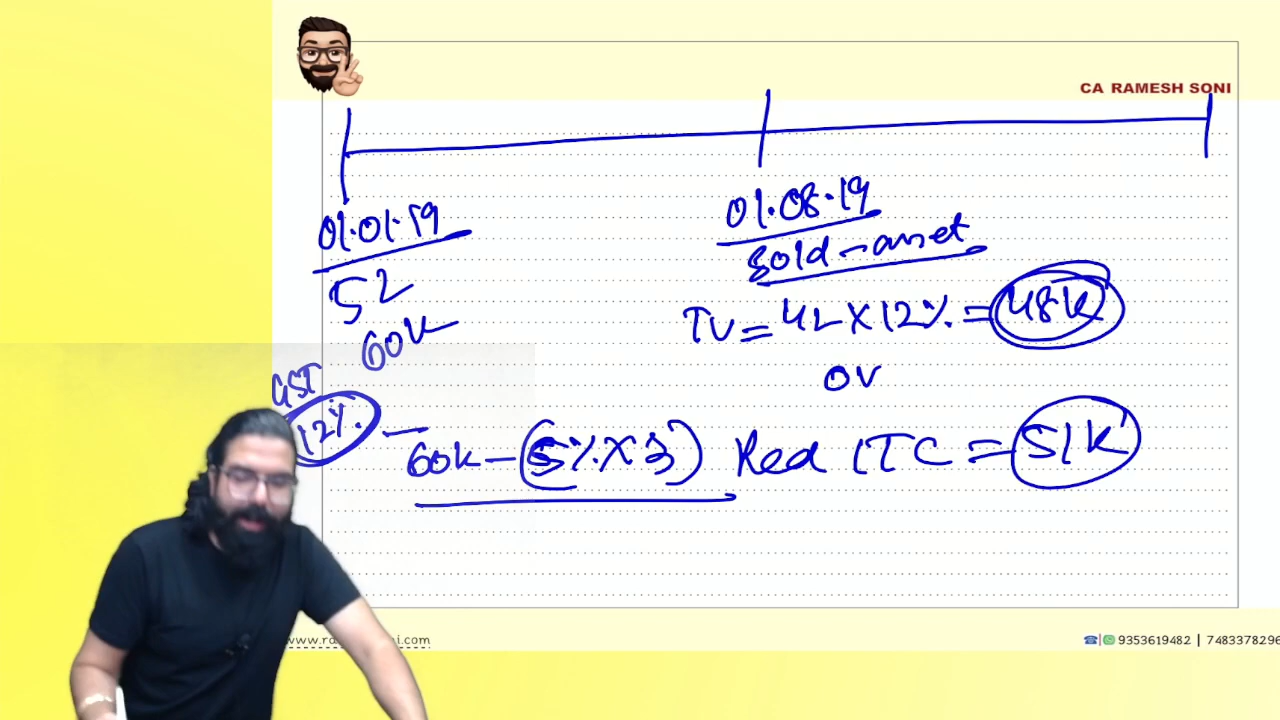 CA RAMESH SONI
01.01.19
5L
60K
GST
12%.
01.08.19
Sold - asset
TV = 4L X 12%. = 48K
OV
60K - (5%. X 3) Red ITC = 51K
9353619482 | 7483378296